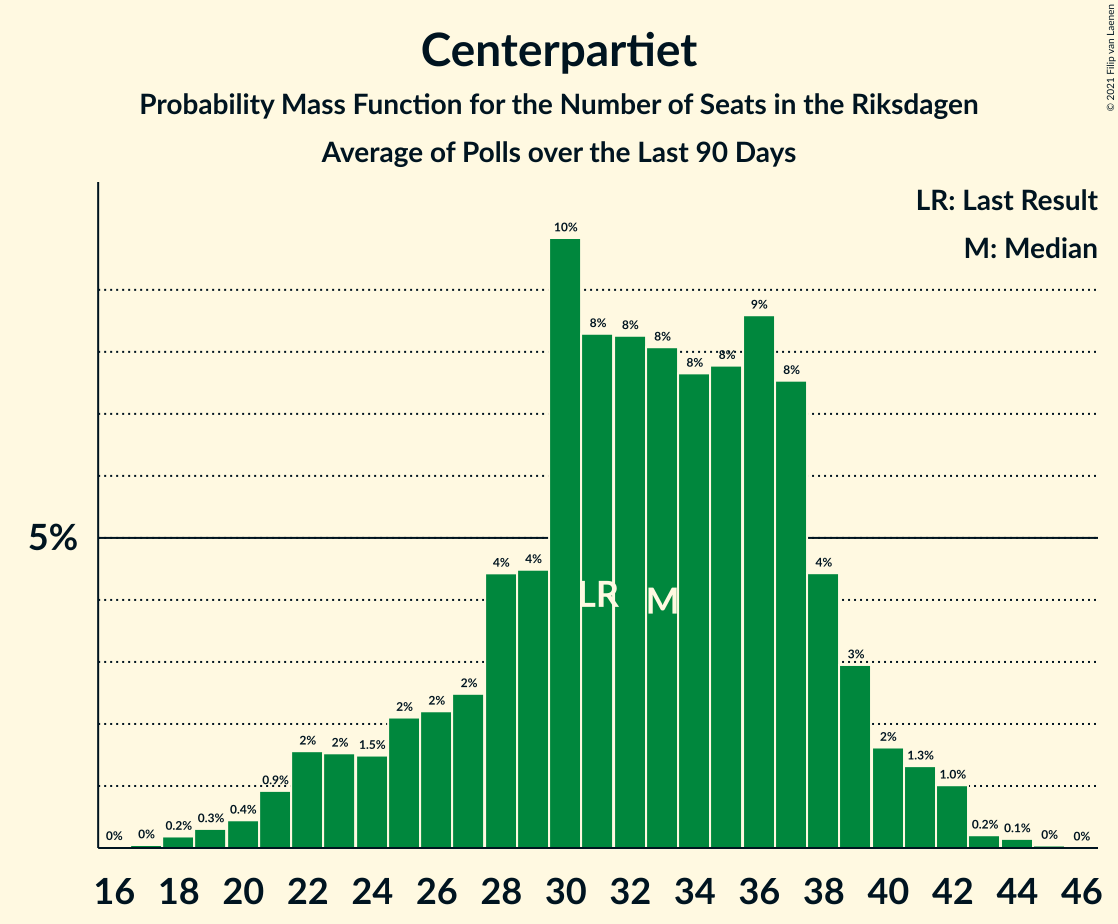 Centerpartiet
Probability Mass Function for the Number of Seats in the Riksdagen
Average of Polls over the Last 90 Days
© 2021 Filip van Laenen
LR: Last Result
M: Median
5%
0% 0% 0.2% 0.3% 0.4% 0.9% 2% 2% 1.5% 2% 2% 2% 4% 4% 10% 8% 8% 8% 8% 8% 9% 8% 4% 3% 2% 1.3% 1.0% 0.2% 0.1% 0% 0%
LR M
16 18 20 22 24 26 28 30 32 34 36 38 40 42 44 46